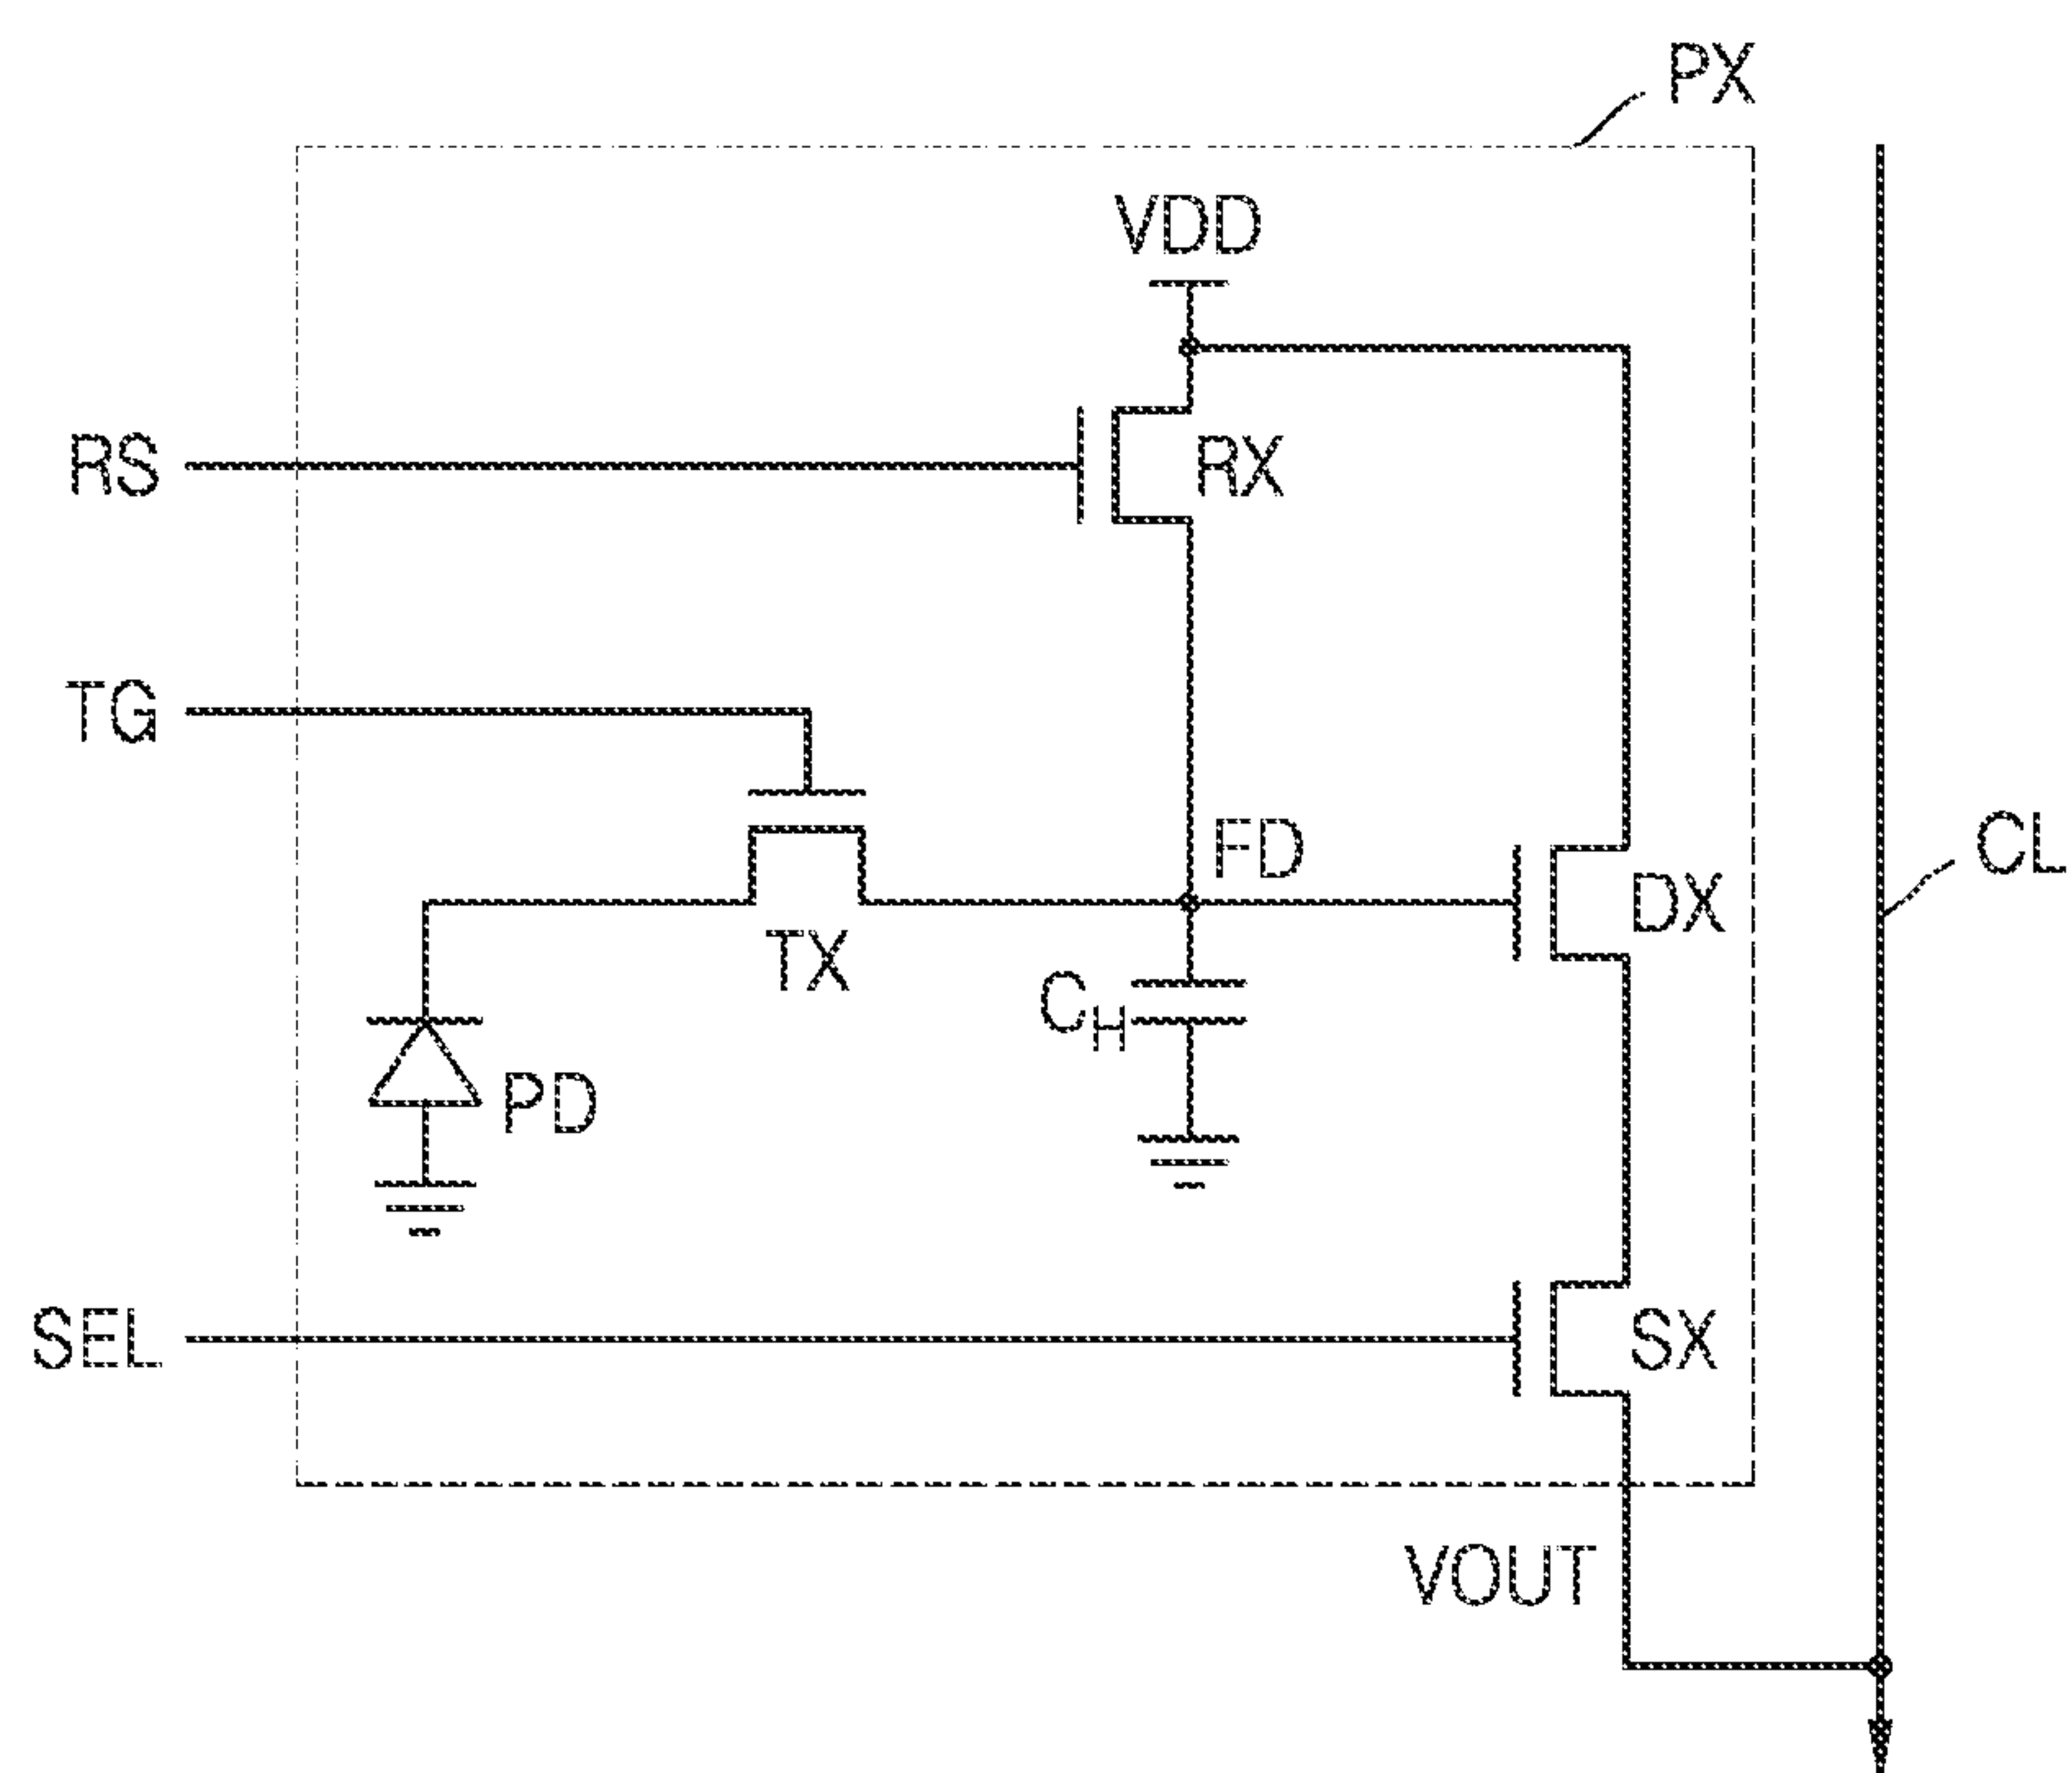 PX
VDD
RS
RX
TG
FD
CL
DX
TX
CH
PD
SEL
SX
VOUT